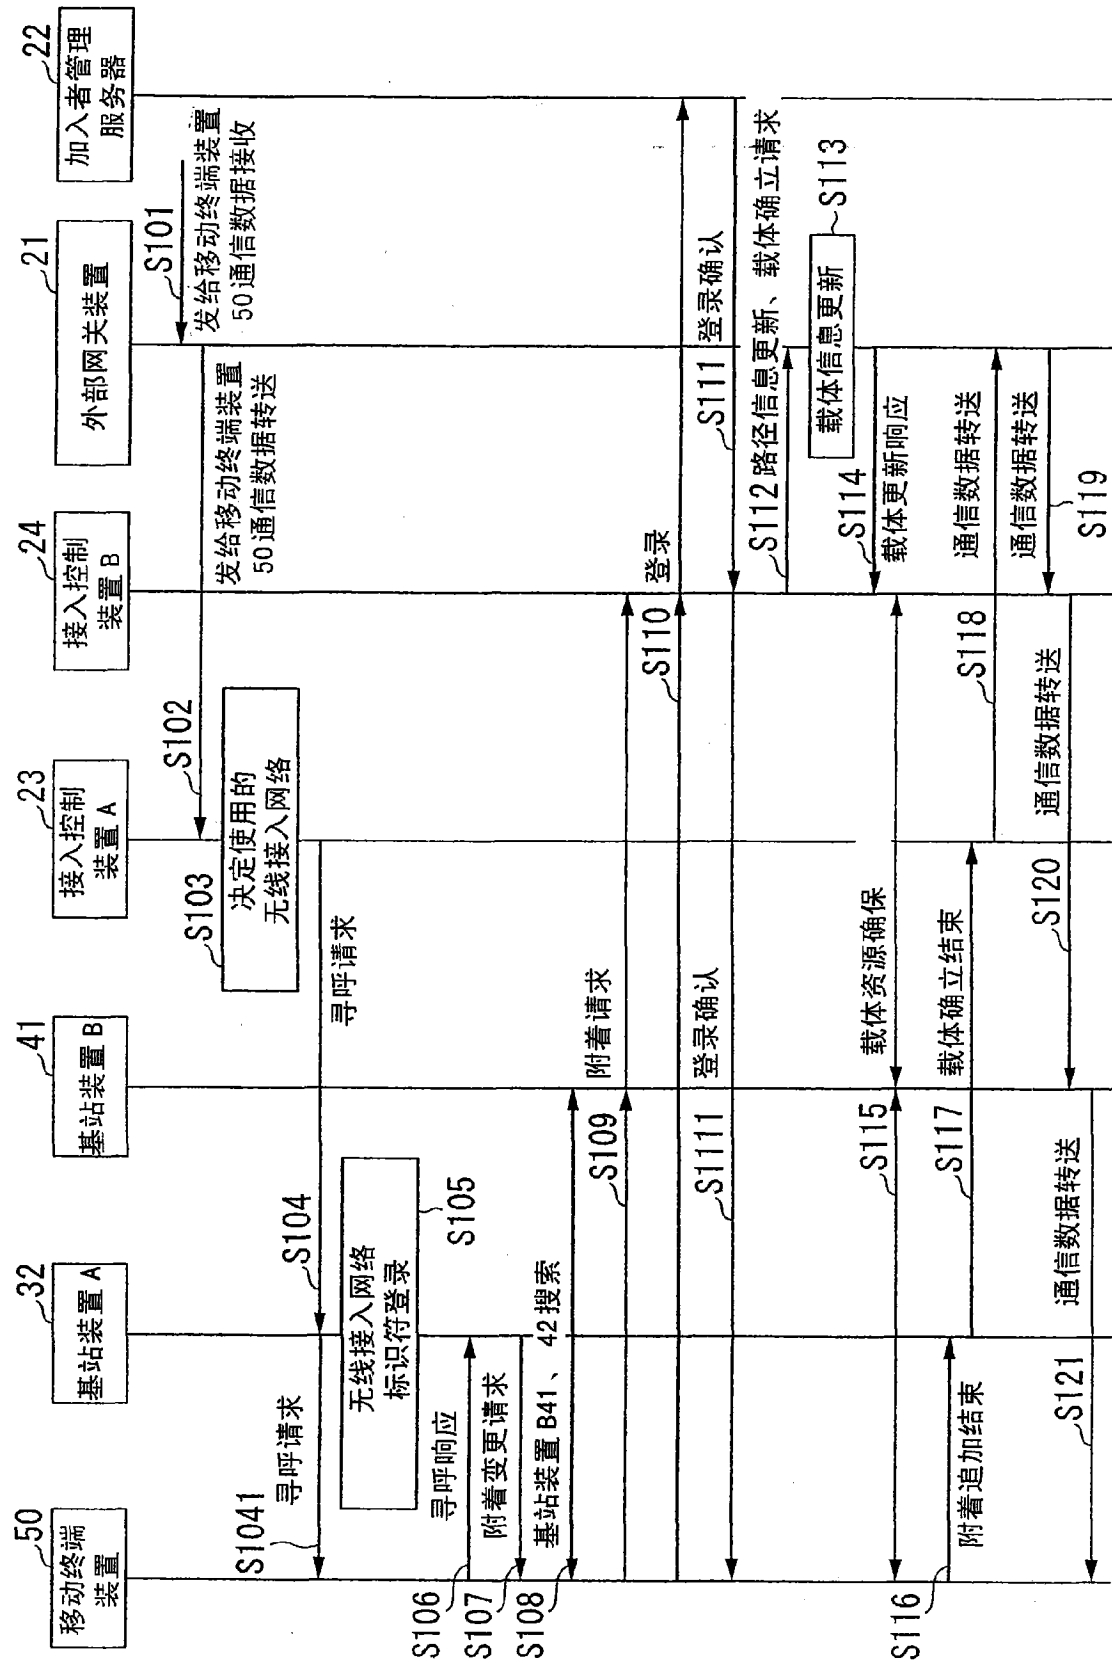 50
移动终端
装置
32
基站装置 A
41
基站装置 B
23
接入控制
装置 A
24
接入控制
装置 B
21
外部网关装置
22
加入者管理
服务器
S101
发给移动终端装置
50通信数据接收
S102
发给移动终端装置
50通信数据转送
S103
决定使用的
无线接入网络
S104
寻呼请求
S1041
寻呼请求
无线接入网络
标识符登录
S105
S106
寻呼响应
S107
附着变更请求
S108
基站装置 B41、42搜索
S109
附着请求
S110
登录
S111 登录确认
S1111
登录确认
S112路径信息更新、载体确立请求
载体信息更新
S113
S114
载体更新响应
S115
载体资源确保
S116
附着追加结束
S117
载体确立结束
S118
通信数据转送
通信数据转送
S119
S120
通信数据转送
S121
通信数据转送